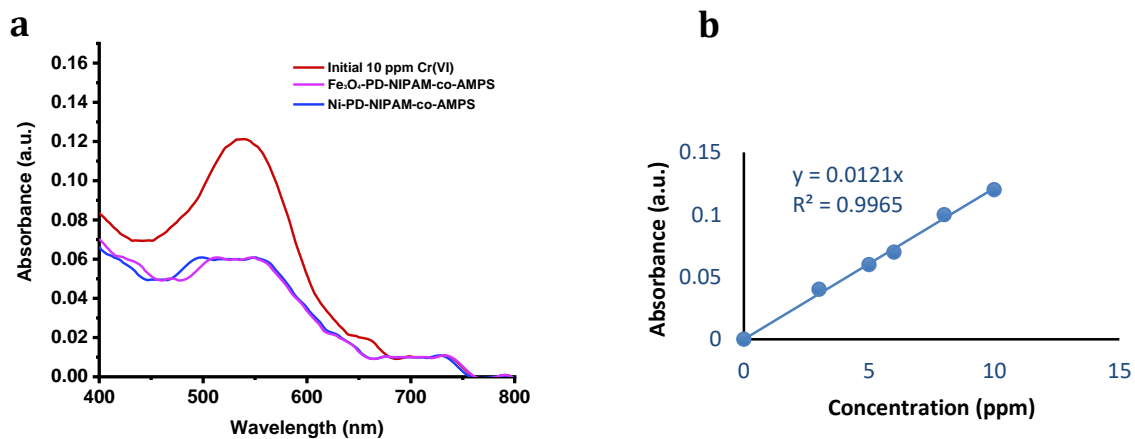 a
Absorbance (a.u.)
0.16
0.14
0.12
0.10
0.08
0.06
0.04
0.02
0.00
400
500
600
700
800
Wavelength (nm)
Initial 10 ppm Cr(VI)
Fe₃O₄-PD-NIPAM-co-AMPS
Ni-PD-NIPAM-co-AMPS
b
Absorbance (a.u.)
0.15
0.1
0.05
0
y = 0.0121x
R² = 0.9965
0
5
10
15
Concentration (ppm)